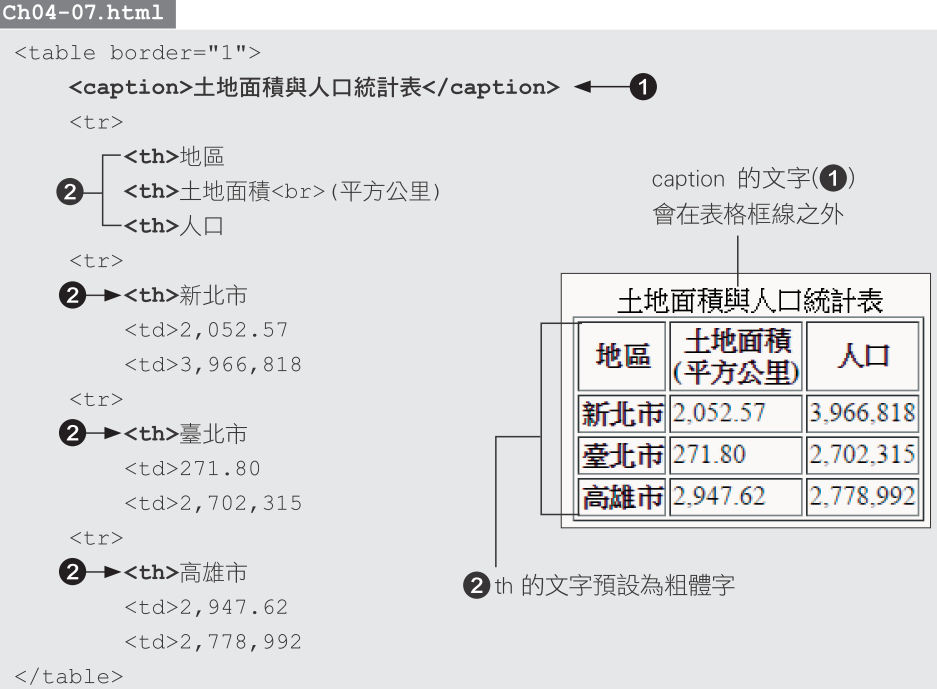 Ch04-07.html
<table border="1">
<caption>土地面積與人口統計表</caption> ❶
<tr>
<th>地區
❷ <th>土地面積<br>(平方公里)
<th>人口
<tr>
❷ <th>新北市
<td>2,052.57
<td>3,966,818
<tr>
❷ <th>臺北市
<td>271.80
<td>2,702,315
<tr>
❷ <th>高雄市
<td>2,947.62
<td>2,778,992
</table>
caption 的文字(❶)
會在表格框線之外
土地面積與人口統計表
地區 土地面積 人口
(平方公里)
新北市 2,052.57 3,966,818
臺北市 271.80 2,702,315
高雄市 2,947.62 2,778,992
❷ th 的文字預設為粗體字